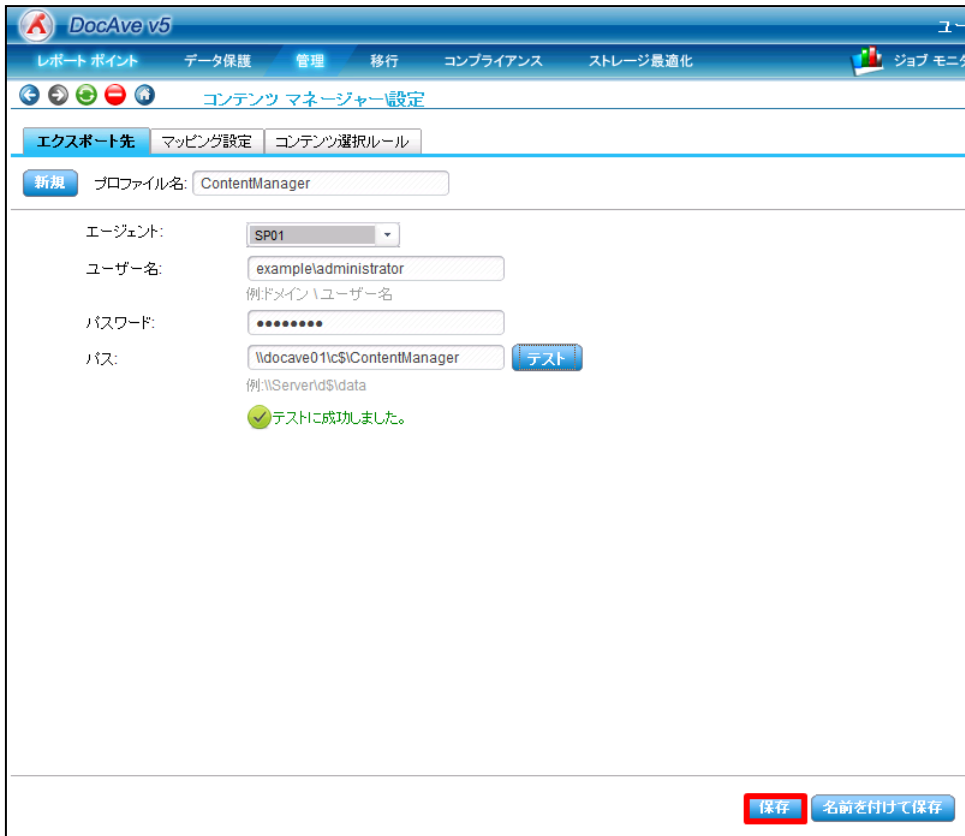 DocAve v5
ユー
レポート ポイント データ保護 管理 移行 コンプライアンス ストレージ最適化 ジョブ モニタ
コンテンツ マネージャー\設定
エクスポート先 マッピング設定 コンテンツ選択ルール
新規 プロファイル名: ContentManager
エージェント: SP01
ユーザー名: example\administrator
例:ドメイン \ユーザー名
パスワード: ●●●●●●●●
パス: \\docave01\c$\ContentManager テスト
例:\\Server\d$\data
テストに成功しました。
保存 名前を付けて保存